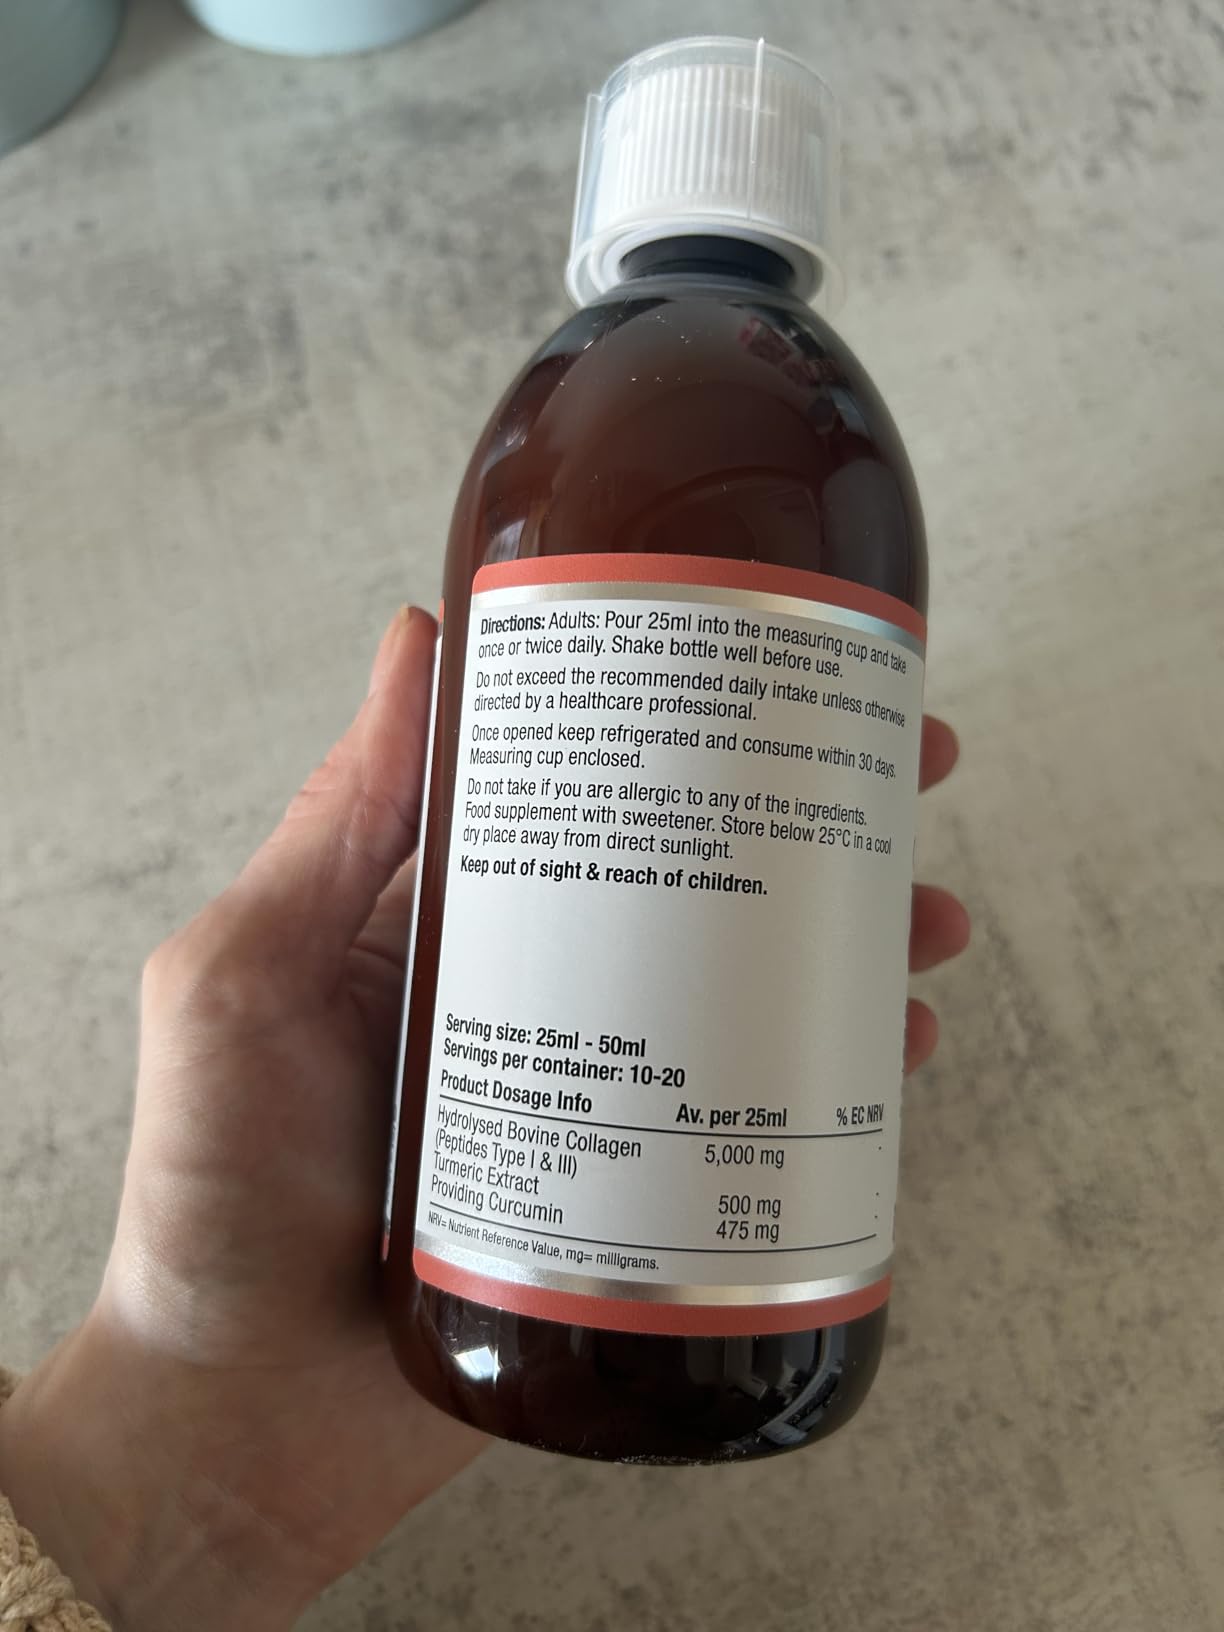 Directions: Adults: Pour 25ml into the measuring cup and take
once or twice daily. Shake bottle well before use.
Do not exceed the recommended daily intake unless otherwise
directed by a healthcare professional.
Once opened keep refrigerated and consume within 30 days.
Measuring cup enclosed.
Do not take if you are allergic to any of the ingredients.
Food supplement with sweetener. Store below 25°C in a cool
dry place away from direct sunlight.
Keep out of sight & reach of children.
Serving size: 25ml - 50ml
Servings per container: 10-20
Product Dosage Info Av. per 25ml % EC NRV
Hydrolysed Bovine Collagen 5,000 mg -
(Peptides Type I & III)
Turmeric Extract 500 mg -
Providing Curcumin 475 mg -
NRV= Nutrient Reference Value, mg= milligrams.